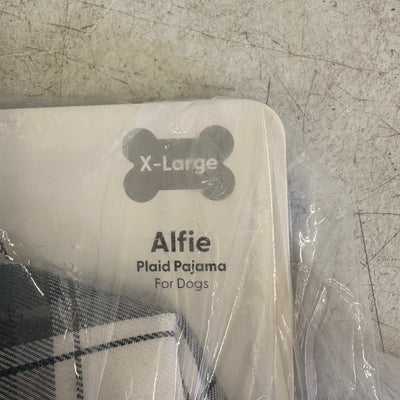 X-Large
Alfie
Plaid Pajama
For Dogs